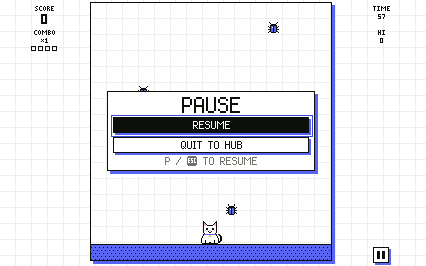 SCORE
0
COMBO
×1
TIME
57
HI
0
PAUSE
RESUME
QUIT TO HUB
P / ESC TO RESUME